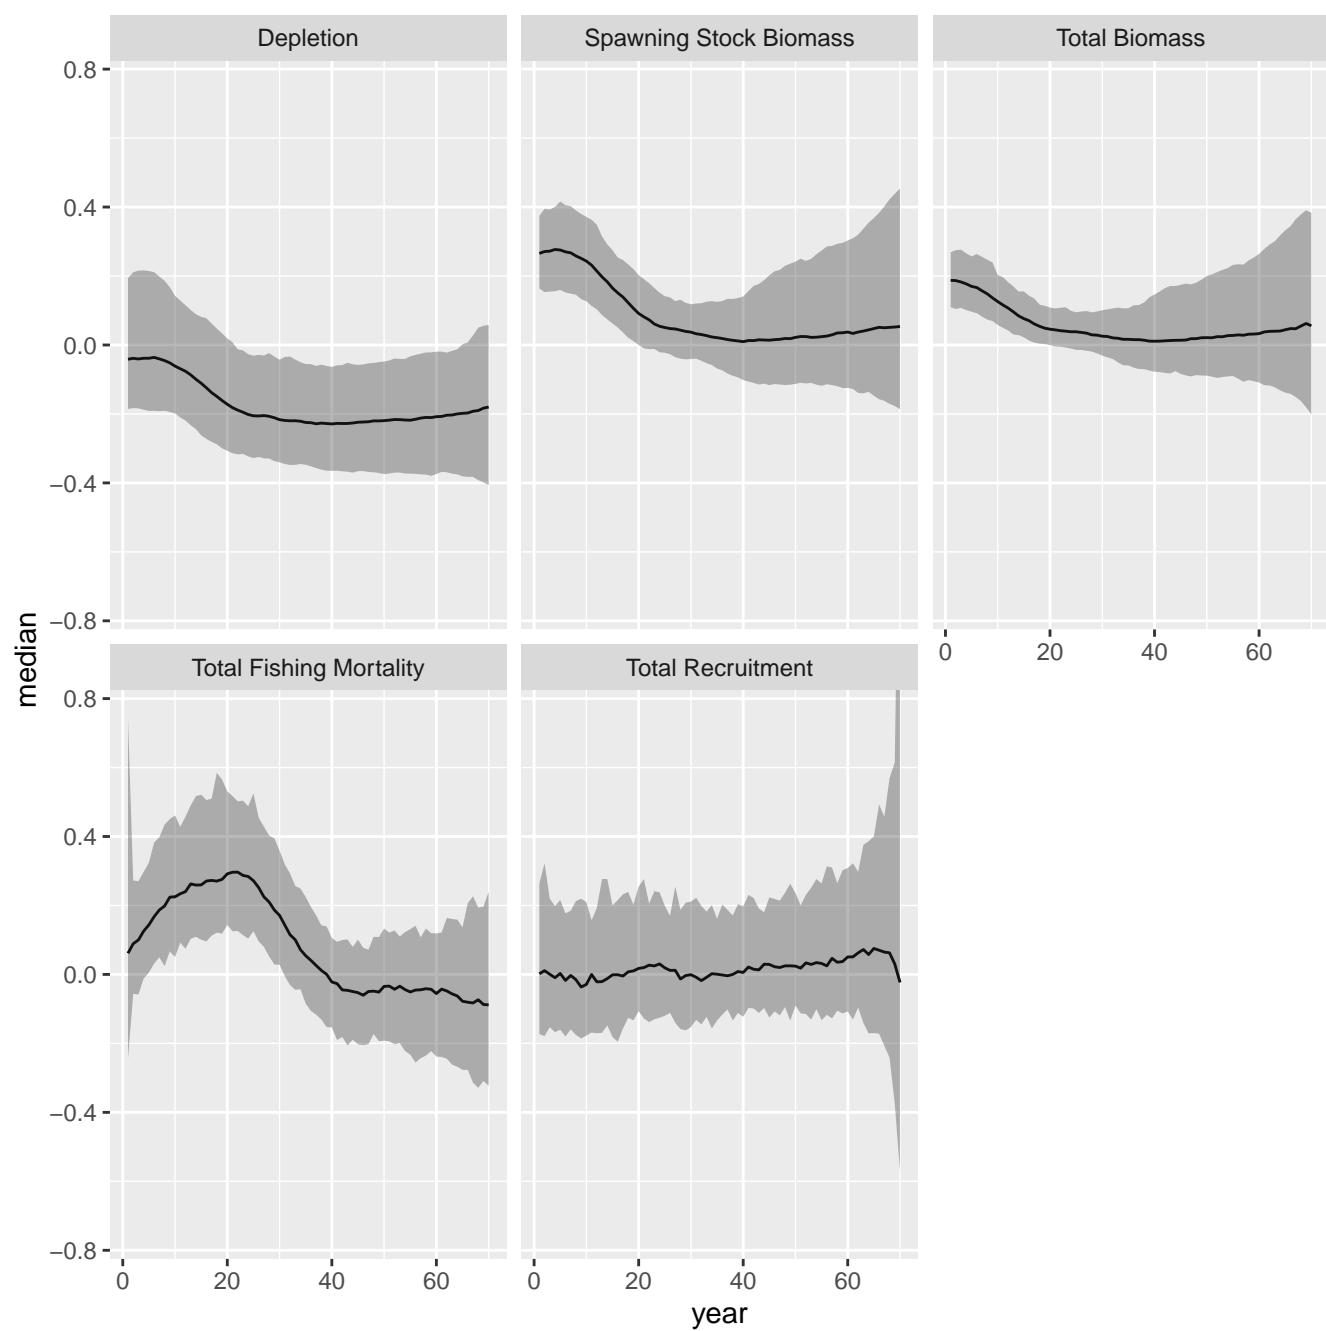 Depletion
Spawning Stock Biomass
Total Biomass
0.8
0.4
0.0
−0.4
−0.8
0 20 40 60
median
Total Fishing Mortality
Total Recruitment
0.8
0.4
0.0
−0.4
−0.8
0 20 40 60
0 20 40 60
year